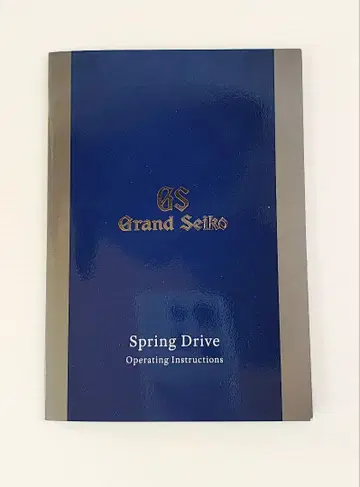 GS
Grand Seiko
Spring Drive
Operating Instructions